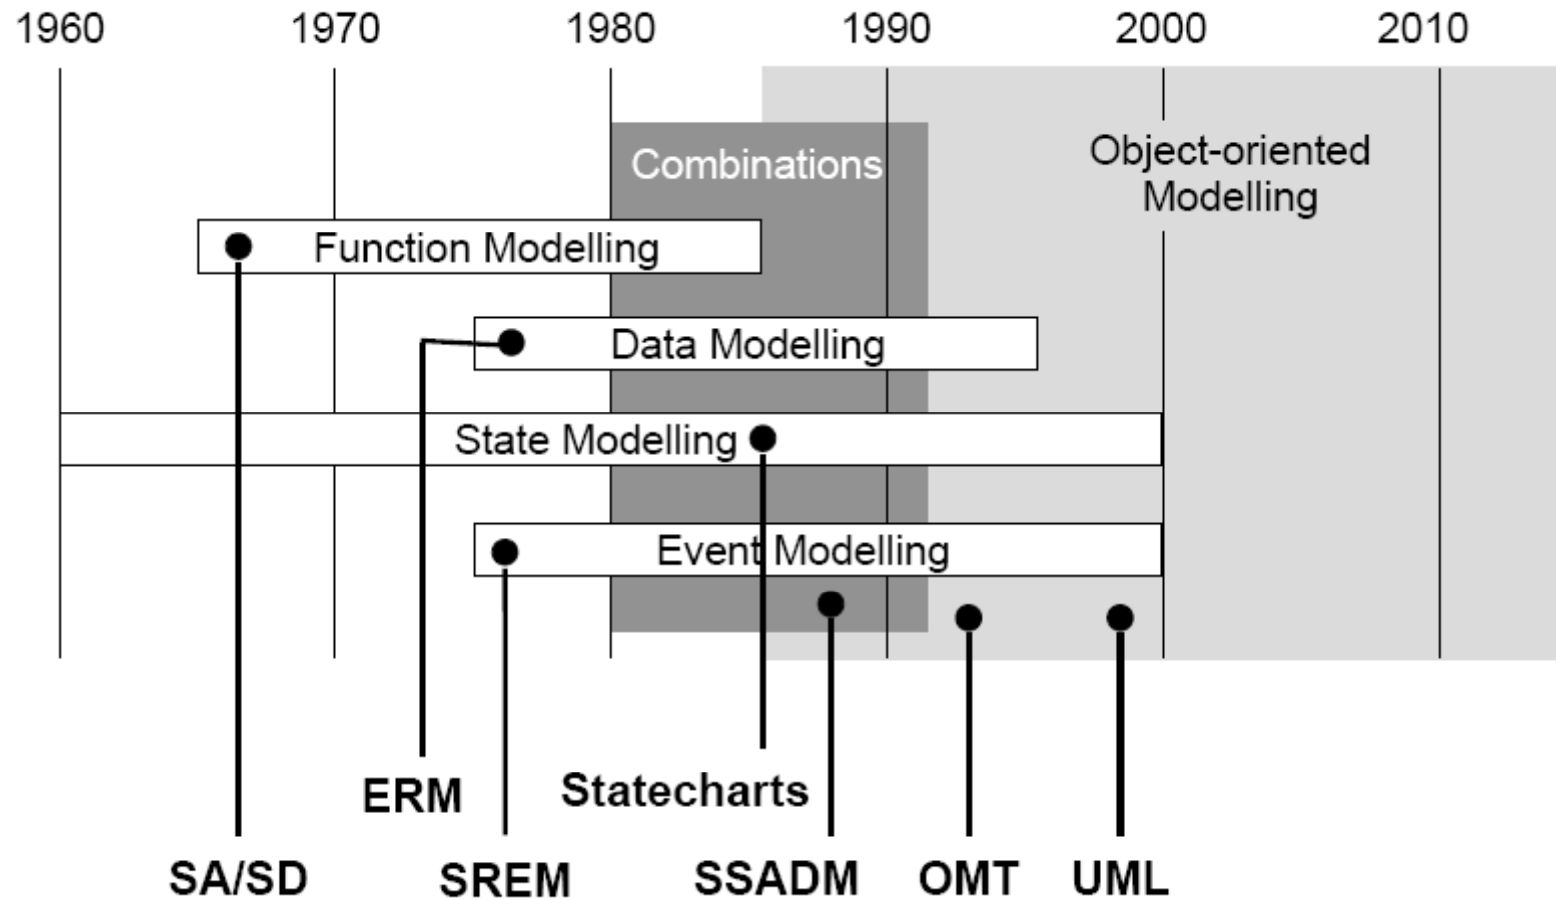 1960 1970 1980 1990 2000 2010
Combinations
Object-oriented
Modelling
Function Modelling
Data Modelling
State Modelling
Event Modelling
ERM
Statecharts
SA/SD
SREM
SSADM
OMT
UML